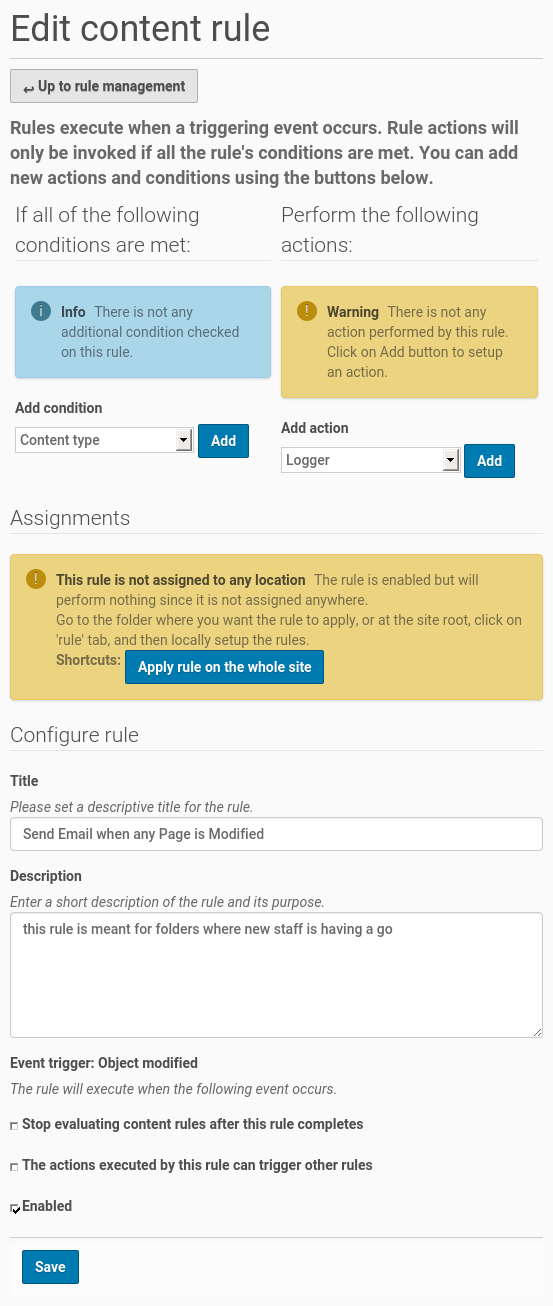 Edit content rule
↩ Up to rule management
Rules execute when a triggering event occurs. Rule actions will
only be invoked if all the rule's conditions are met. You can add
new actions and conditions using the buttons below.
If all of the following
conditions are met:
Info There is not any
additional condition checked
on this rule.
Add condition
Content type
Add
Perform the following
actions:
Warning There is not any
action performed by this rule.
Click on Add button to setup
an action.
Add action
Logger
Add
Assignments
This rule is not assigned to any location The rule is enabled but will
perform nothing since it is not assigned anywhere.
Go to the folder where you want the rule to apply, or at the site root, click on
'rule' tab, and then locally setup the rules.
Shortcuts: Apply rule on the whole site
Configure rule
Title
Please set a descriptive title for the rule.
Send Email when any Page is Modified
Description
Enter a short description of the rule and its purpose.
this rule is meant for folders where new staff is having a go
Event trigger: Object modified
The rule will execute when the following event occurs.
Stop evaluating content rules after this rule completes
The actions executed by this rule can trigger other rules
Enabled
Save